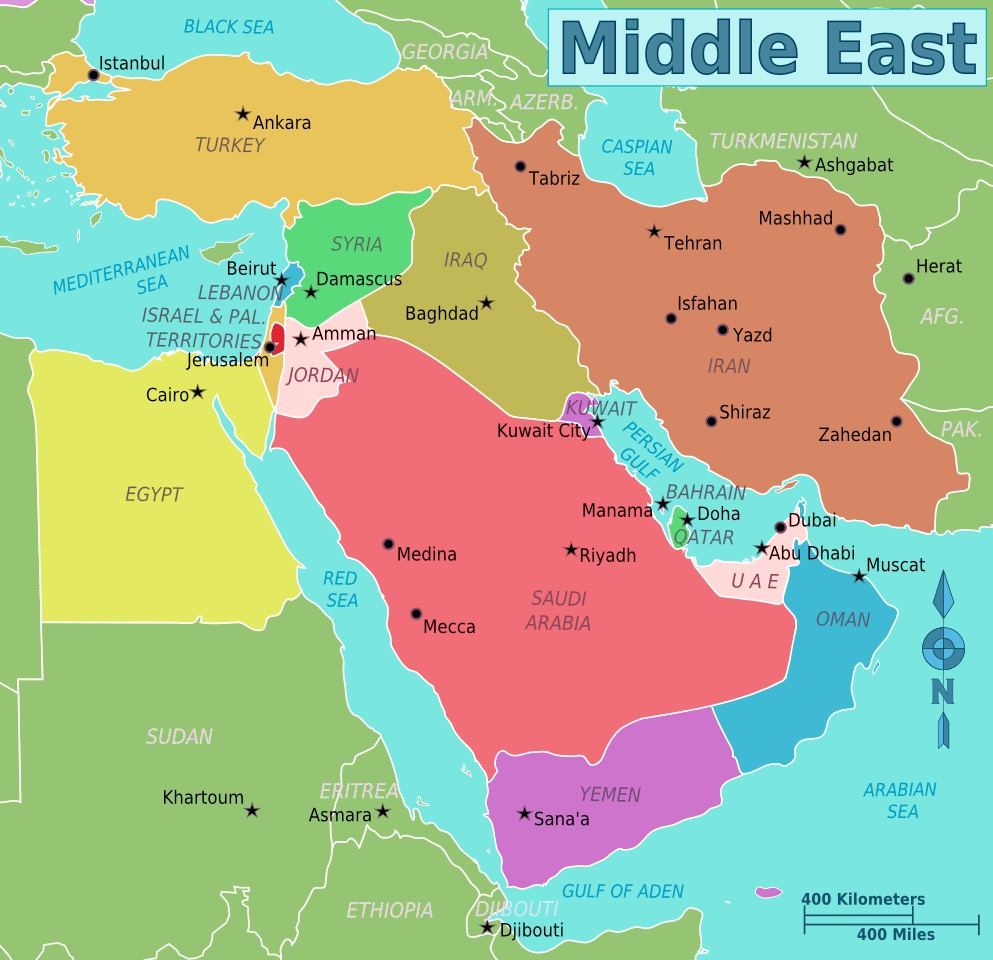 Middle East
BLACK SEA
GEORGIA
Istanbul
ARM.
AZERB.
Ankara
TURKEY
CASPIAN
SEA
TURKMENISTAN
Ashgabat
Tabriz
Mashhad
Tehran
SYRIA
IRAQ
MEDITERRANEAN
SEA
Beirut
Damascus
Herat
LEBANON
Isfahan
Baghdad
ISRAEL & PAL.
TERRITORIES
Amman
Yazd
AFG.
Jerusalem
IRAN
JORDAN
Cairo
KUWAIT
Shiraz
Kuwait City
Zahedan
PAK.
PERSIAN
GULF
EGYPT
BAHRAIN
Manama
Doha
Dubai
QATAR
Medina
Riyadh
Abu Dhabi
Muscat
RED
SEA
U A E
SAUDI
ARABIA
OMAN
Mecca
N
SUDAN
ERITREA
YEMEN
ARABIAN
SEA
Khartoum
Asmara
Sana'a
GULF OF ADEN
400 Kilometers
400 Miles
ETHIOPIA
DJIBOUTI
Djibouti